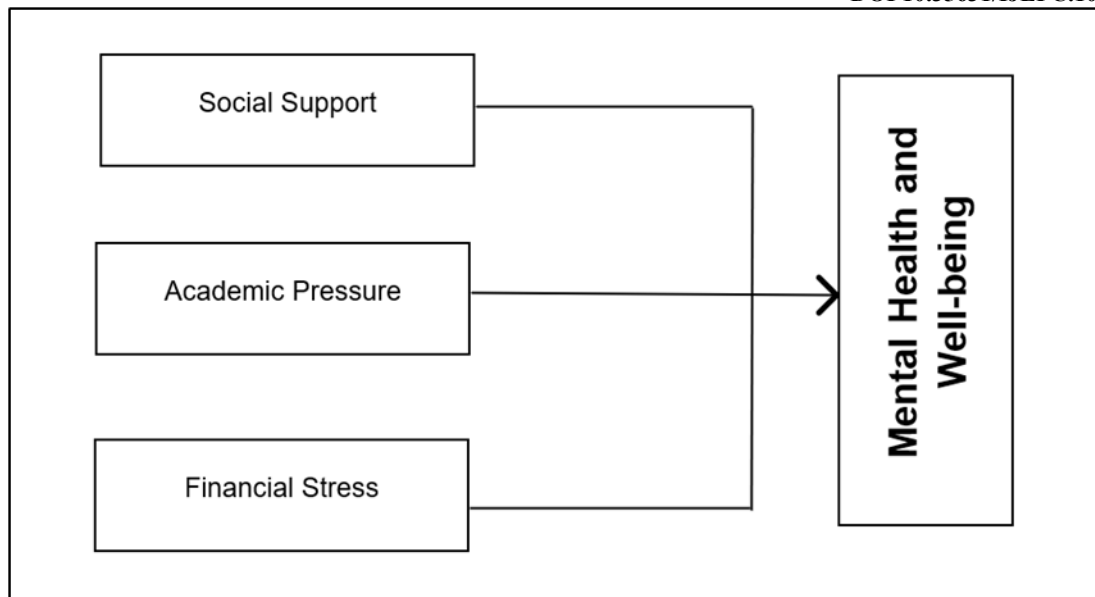 Social Support
Academic Pressure
Financial Stress
Mental Health and
Well-being